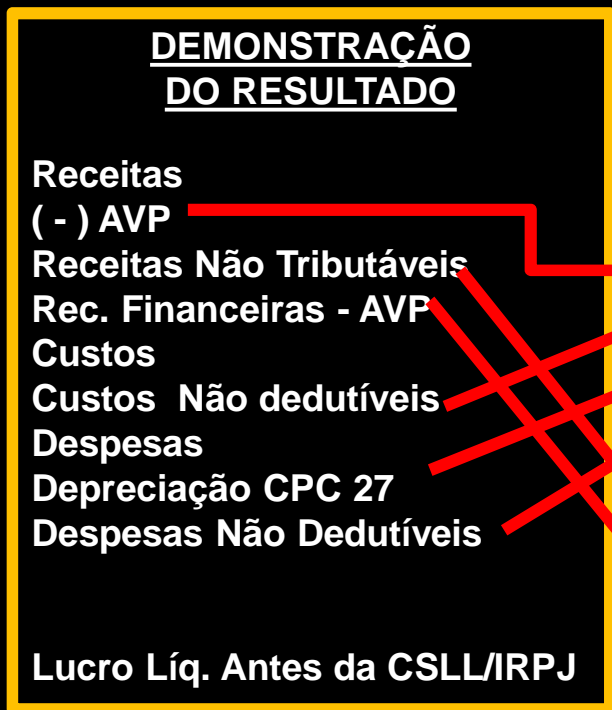 DEMONSTRAÇÃO
DO RESULTADO
Receitas
( - ) AVP
Receitas Não Tributáveis
Rec. Financeiras - AVP
Custos
Custos  Não dedutíveis
Despesas
Depreciação CPC 27
Despesas Não Dedutíveis
Lucro Líq. Antes da CSLL/IRPJ